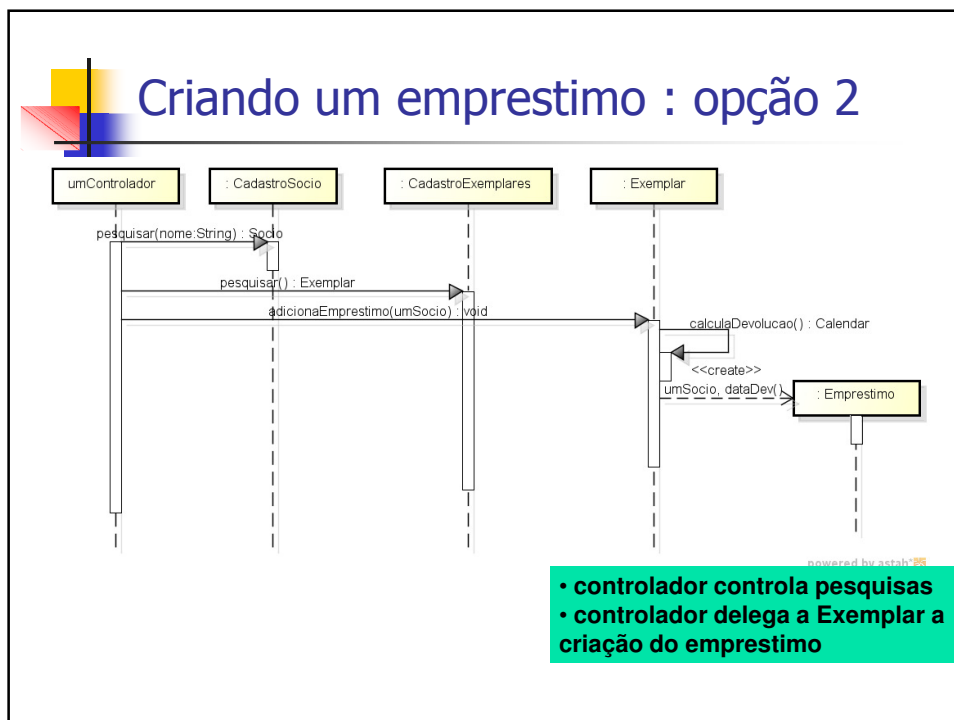 Criando um emprestimo : opção 2
umControlador
: CadastroSocio
: CadastroExemplares
: Exemplar
pesquisar(nome:String) : Socio
pesquisar() : Exemplar
adicionaEmprestimo(umSocio) : void
calculaDevolucao() : Calendar
<<create>>
umSocio, dataDev()
: Emprestimo
powered by astah*
• controlador controla pesquisas
• controlador delega a Exemplar a
criação do emprestimo